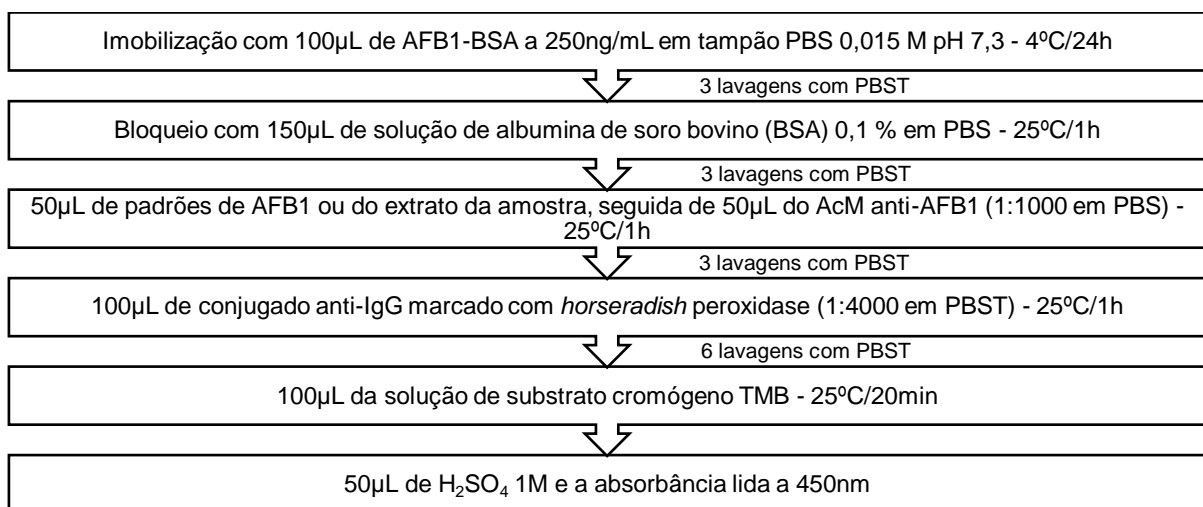 Imobilização com 100µL de AFB1-BSA a 250ng/mL em tampão PBS 0,015 M pH 7,3 - 4ºC/24h
3 lavagens com PBST
Bloqueio com 150µL de solução de albumina de soro bovino (BSA) 0,1 % em PBS - 25ºC/1h
3 lavagens com PBST
50µL de padrões de AFB1 ou do extrato da amostra, seguida de 50µL do AcM anti-AFB1 (1:1000 em PBS) -
25ºC/1h
3 lavagens com PBST
100µL de conjugado anti-IgG marcado com horseradish peroxidase (1:4000 em PBST) - 25ºC/1h
6 lavagens com PBST
100µL da solução de substrato cromógeno TMB - 25ºC/20min
50µL de H₂SO₄ 1M e a absorbância lida a 450nm